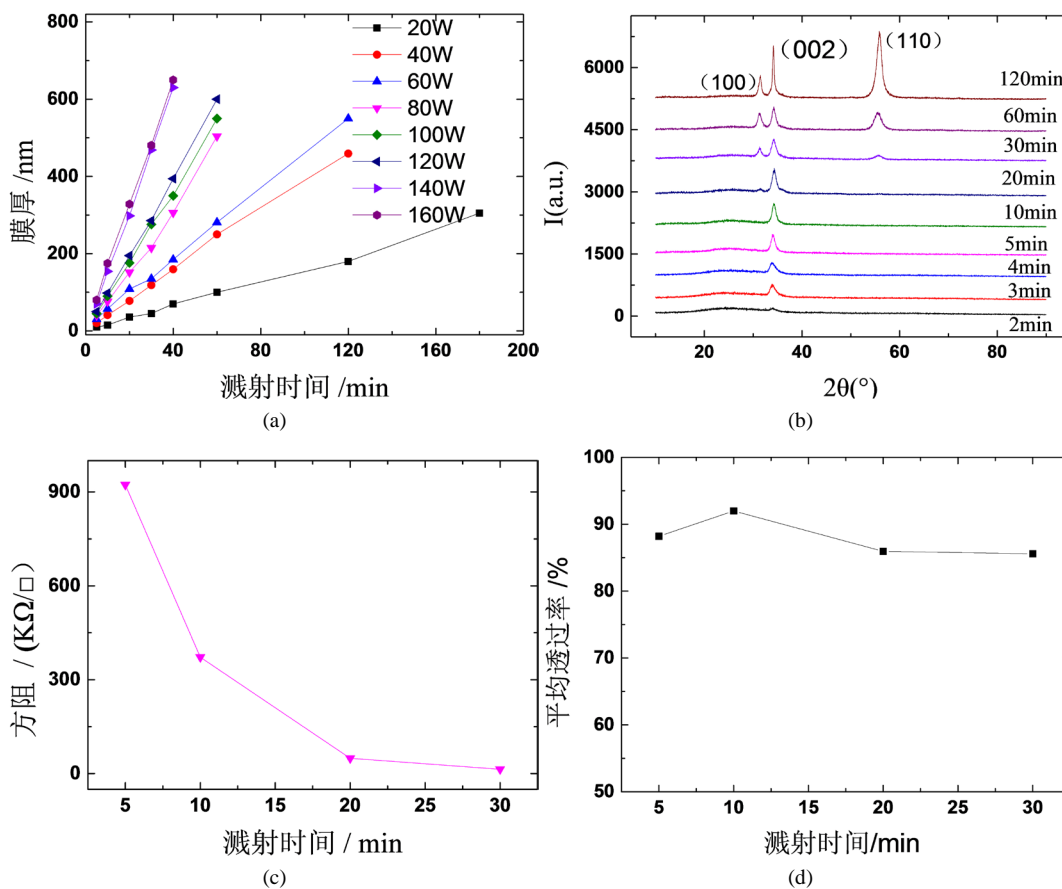 膜厚 /nm
800
600
400
200
0
20W
40W
60W
80W
100W
120W
140W
160W
0 40 80 120 160 200
溅射时间 /min
(a)
I(a.u.)
6000
4500
3000
1500
0
(100)
(002)
(110)
120min
60min
30min
20min
10min
5min
4min
3min
2min
20 40 60 80
2θ(°)
(b)
方阻 / (KΩ/□)
900
600
300
0
5 10 15 20 25 30
溅射时间 / min
(c)
平均透过率 /%
100
90
80
70
60
50
5 10 15 20 25 30
溅射时间/min
(d)